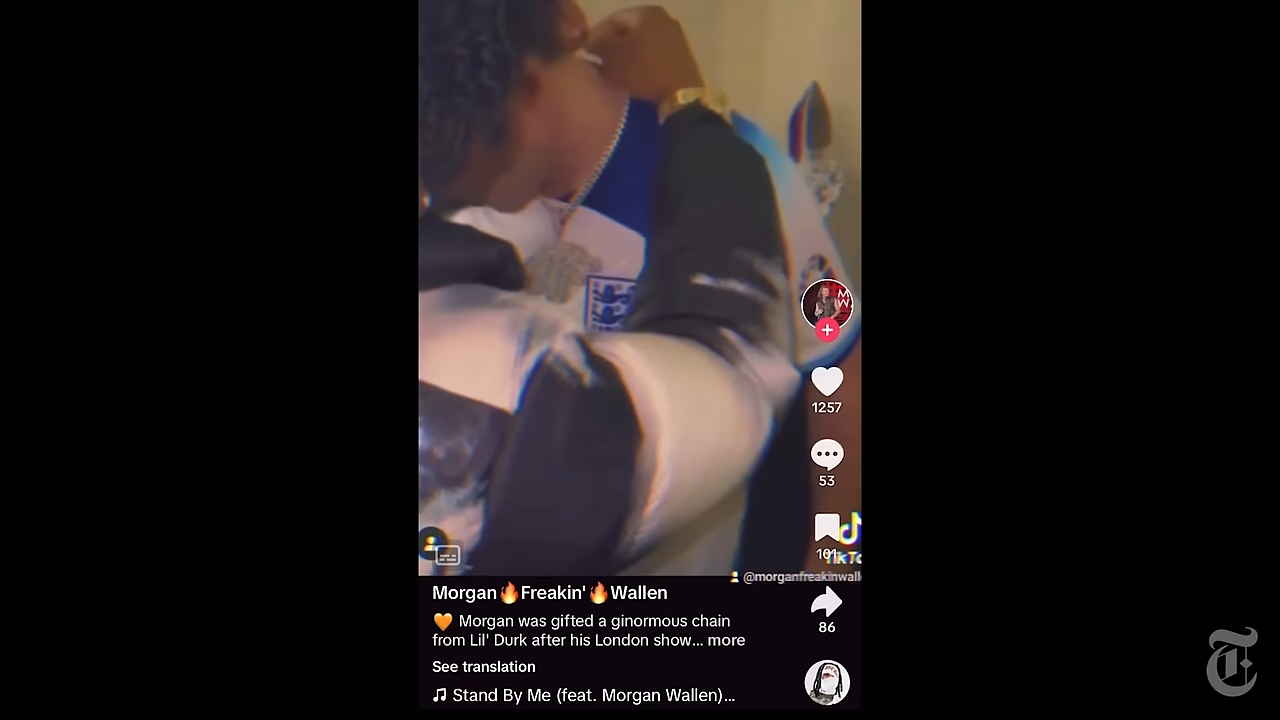 1257
53
101
TikTo
@morganfreakinwall
Morgan🔥Freakin'🔥Wallen
🧡 Morgan was gifted a ginormous chain
from Lil' Durk after his London show... more
86
See translation
Stand By Me (feat. Morgan Wallen)...